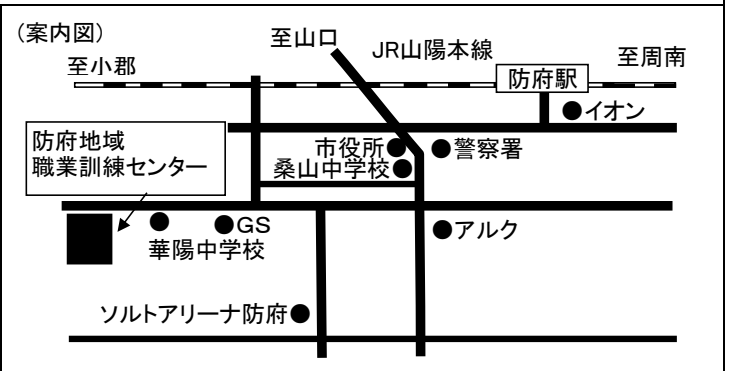 （案内図）
至山口
JR山陽本線
至小郡
防府駅
至周南
●イオン
防府地域
職業訓練センター
市役所●
●警察署
桑山中学校●
●GS
華陽中学校
●アルク
ソルトアリーナ防府●